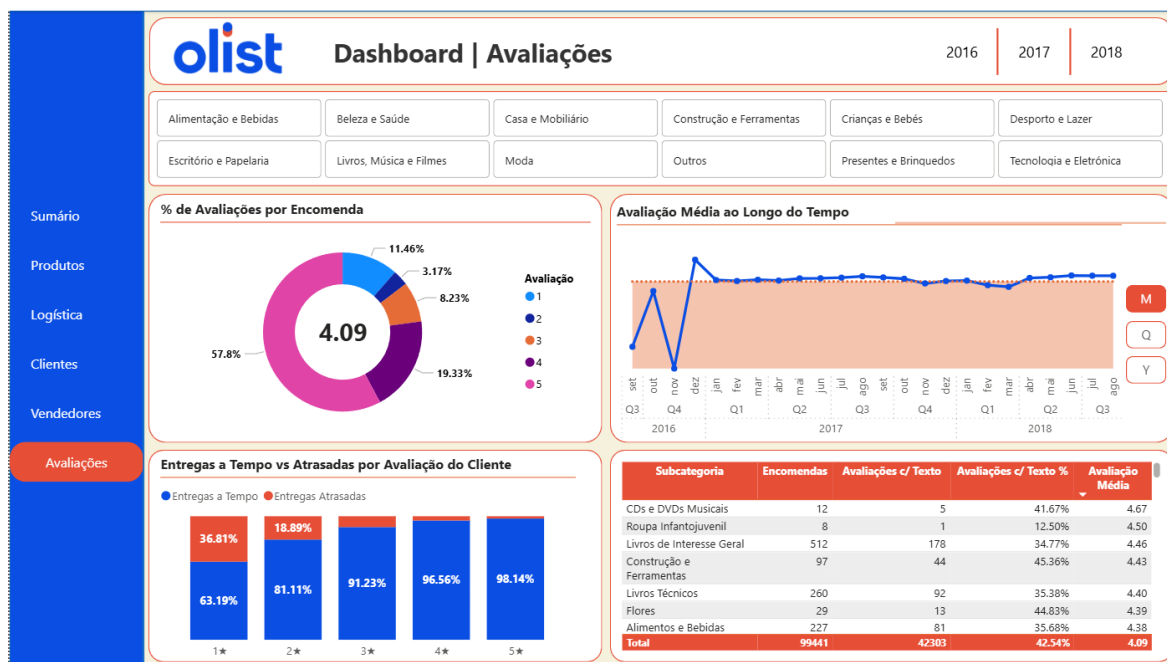 olist
Dashboard | Avaliações
2016
2017
2018
Alimentação e Bebidas
Beleza e Saúde
Casa e Mobiliário
Construção e Ferramentas
Crianças e Bebés
Desporto e Lazer
Escritório e Papelaria
Livros, Música e Filmes
Moda
Outros
Presentes e Brinquedos
Tecnologia e Eletrónica
Sumário
Produtos
Logística
Clientes
Vendedores
Avaliações
% de Avaliações por Encomenda
11.46%
3.17%
8.23%
19.33%
57.8%
4.09
Avaliação
1
2
3
4
5
Avaliação Média ao Longo do Tempo
set out nov dez jan fev mar abr mai jun jul ago set out nov dez jan fev mar abr mai jun jul ago
Q3 Q4 Q1 Q2 Q3 Q4 Q1 Q2 Q3
2016 2017 2018
M
Q
Y
Entregas a Tempo vs Atrasadas por Avaliação do Cliente
Entregas a Tempo Entregas Atrasadas
36.81% 18.89%
63.19% 81.11% 91.23% 96.56% 98.14%
1★ 2★ 3★ 4★ 5★
Subcategoria Encomendas Avaliações c/ Texto Avaliações c/ Texto % Avaliação
Média
CDs e DVDs Musicais 12 5 41.67% 4.67
Roupa Infantojuvenil 8 1 12.50% 4.50
Livros de Interesse Geral 512 178 34.77% 4.46
Construção e 97 44 45.36% 4.43
Ferramentas
Livros Técnicos 260 92 35.38% 4.40
Flores 29 13 44.83% 4.39
Alimentos e Bebidas 227 81 35.68% 4.38
Total 99441 42303 42.54% 4.09